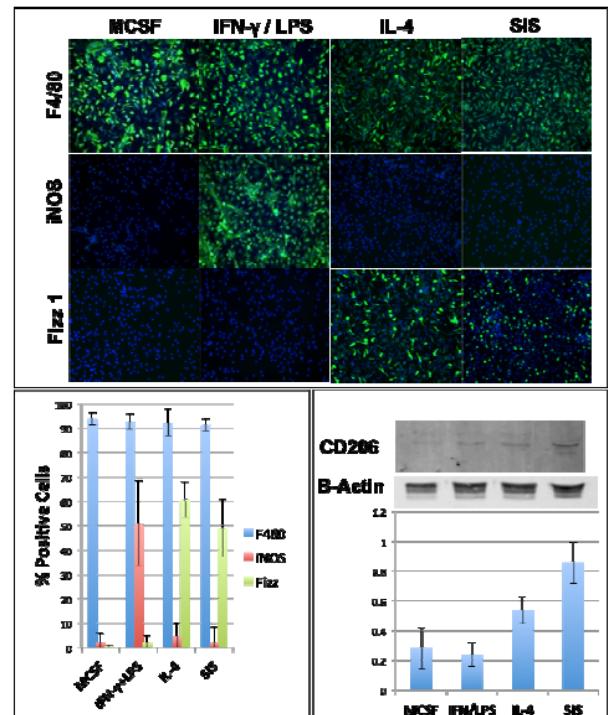 MCSF IFN-γ / LPS IL-4 SIS
F4/80
iNOS
Fizz 1
% Positive Cells
100
90
80
70
60
50
40
30
20
10
0
MCSF IFN-γ+LPS IL-4 SIS
F480
iNOS
Fizz
CD206
B-Actin
1.2
1
0.8
0.6
0.4
0.2
0
MCSF IFN/LPS IL-4 SIS